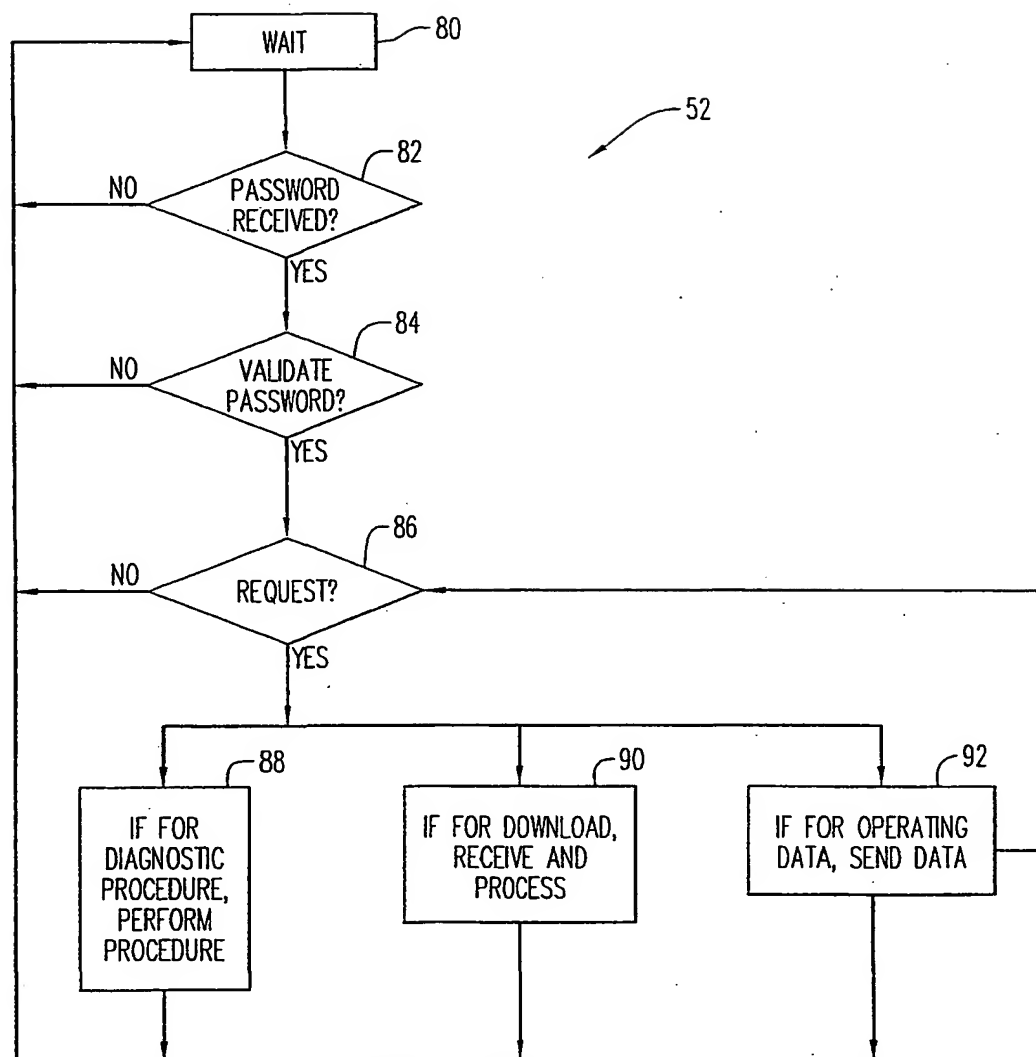 WAIT
80
52
82
PASSWORD
RECEIVED?
NO
YES
84
VALIDATE
PASSWORD?
NO
YES
86
REQUEST?
NO
YES
88
IF FOR
DIAGNOSTIC
PROCEDURE,
PERFORM
PROCEDURE
90
IF FOR DOWNLOAD,
RECEIVE AND
PROCESS
92
IF FOR OPERATING
DATA, SEND DATA